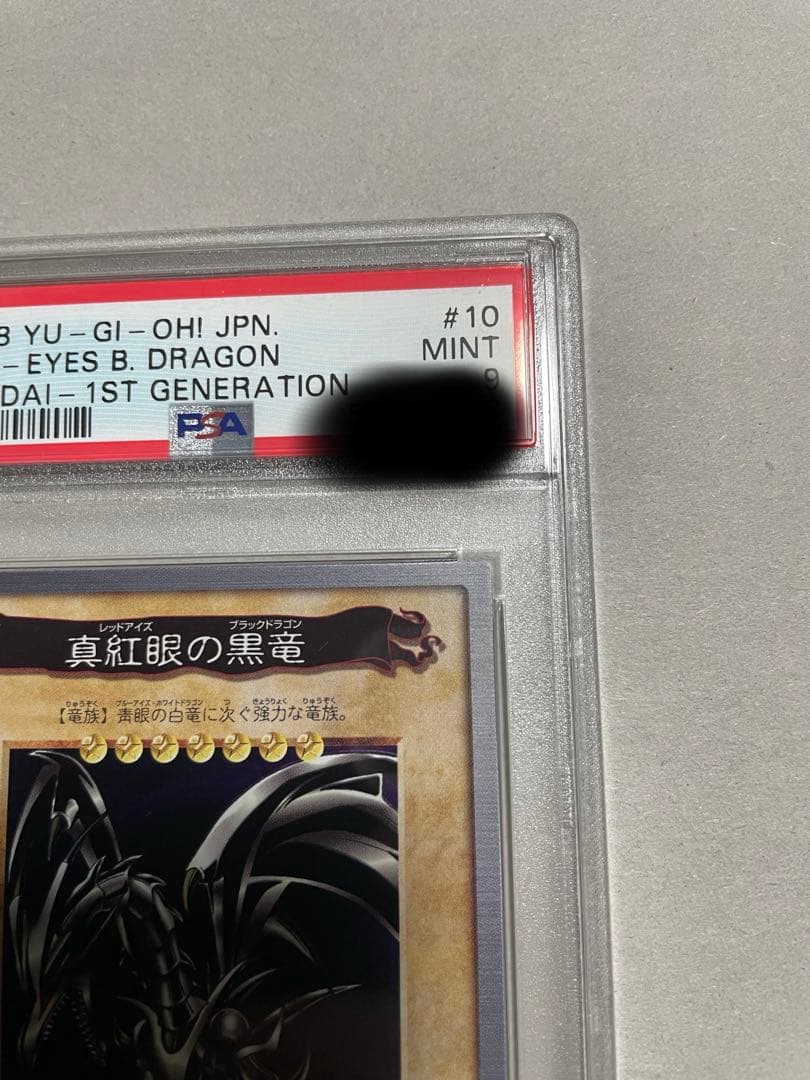 8 YU-GI-OH! JPN. #10
-EYES B. DRAGON MINT
DAI-1ST GENERATION 9
PSA
レッドアイズ ブラックドラゴン
真紅眼の黒竜
りゅうぞく ブルーアイズ・ホワイトドラゴン つ きょうりょく りゅうぞく
【竜族】青眼の白竜に次ぐ強力な竜族。